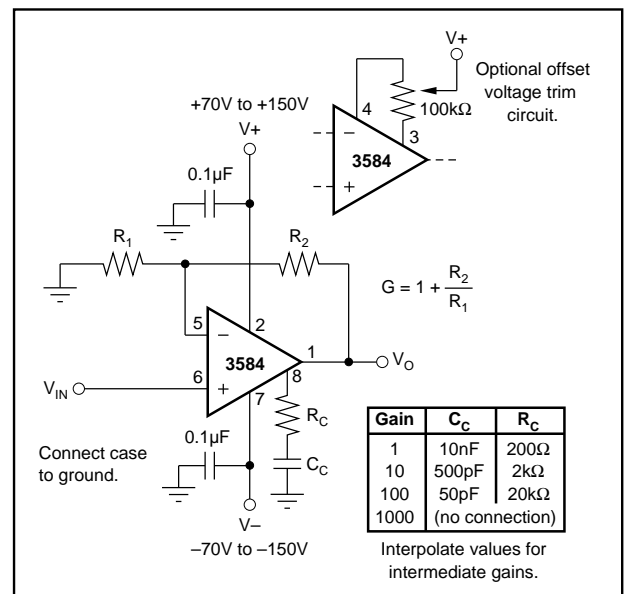 V+
Optional offset
voltage trim
circuit.
4
100kΩ
3
−
3584
+
+70V to +150V
V+
0.1µF
R1
R2
G = 1 + R2
R1
5
−
2
3584
1
VO
8
6
+
7
VIN
RC
CC
Connect case
to ground.
0.1µF
V–
–70V to –150V
Gain CC RC
1 10nF 200Ω
10 500pF 2kΩ
100 50pF 20kΩ
1000 (no connection)
Interpolate values for
intermediate gains.